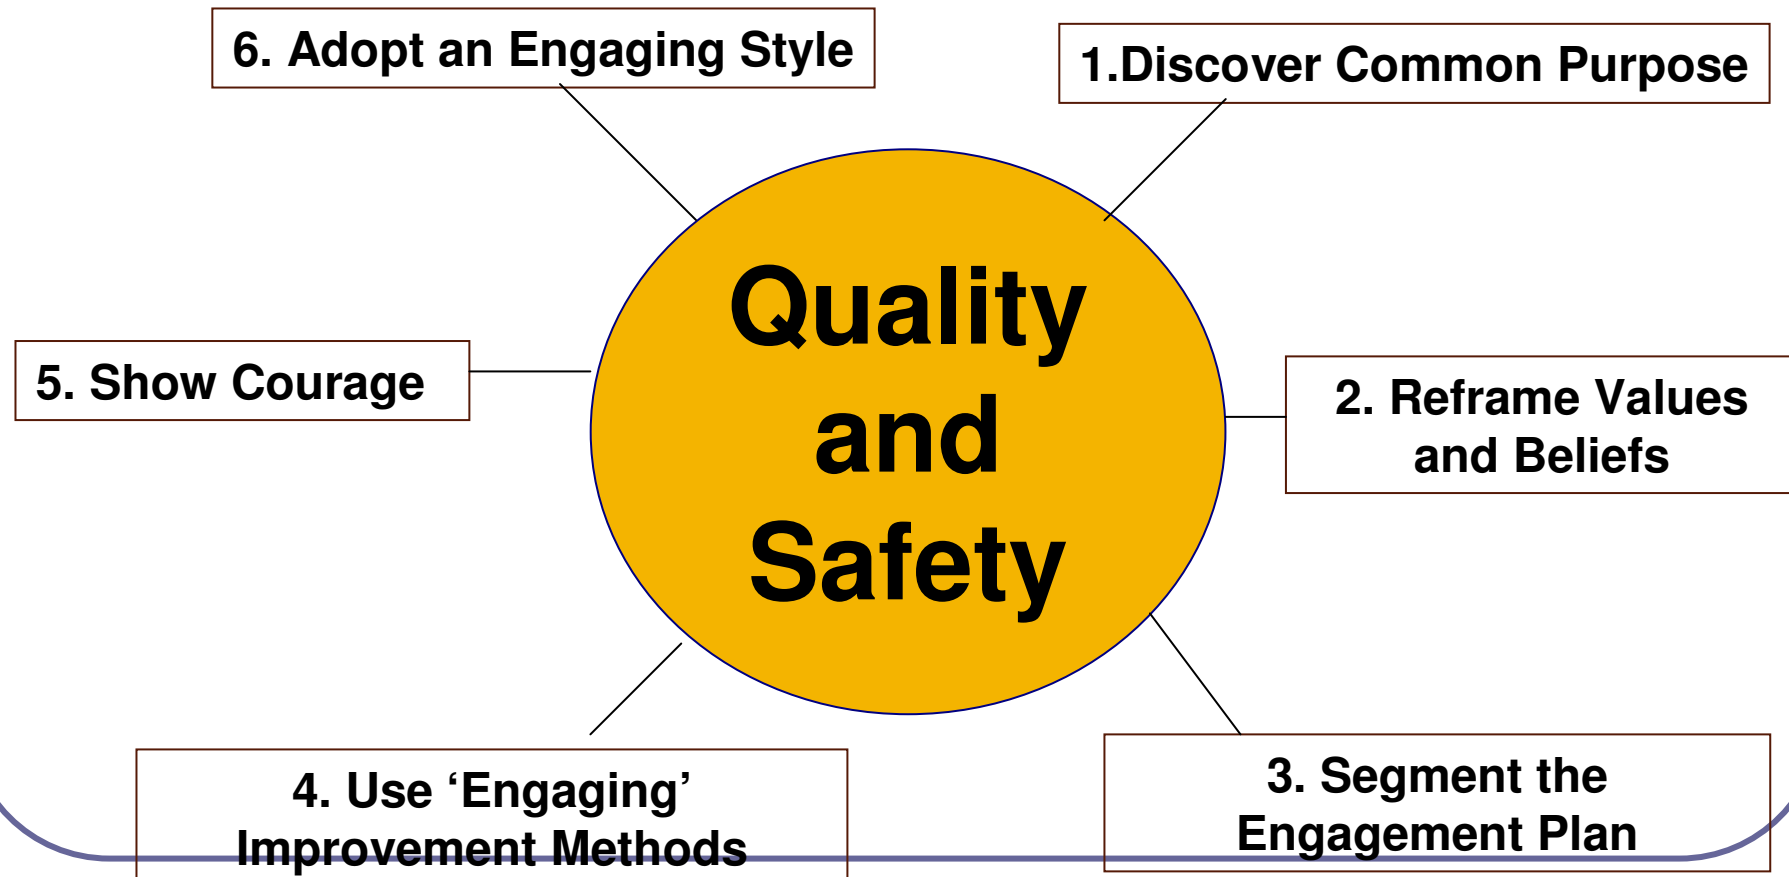 6. Adopt an Engaging Style
1.Discover Common Purpose
Quality
and
Safety
5. Show Courage
2. Reframe Values
and Beliefs
4. Use ‘Engaging’
Improvement Methods
3. Segment the
Engagement Plan